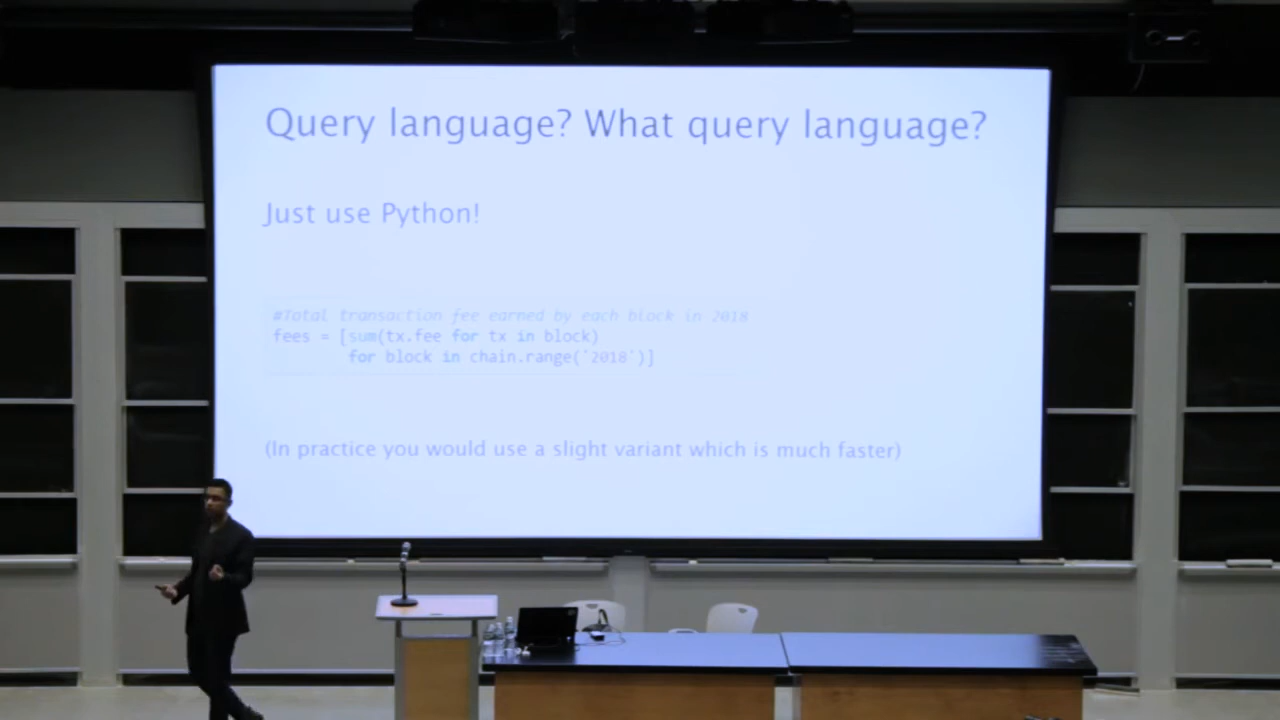 Query language? What query language?
Just use Python!
#Total transaction fee earned by each block in 2018
fees = [sum(tx.fee for tx in block)
for block in chain.range('2018')]
(In practice you would use a slight variant which is much faster)